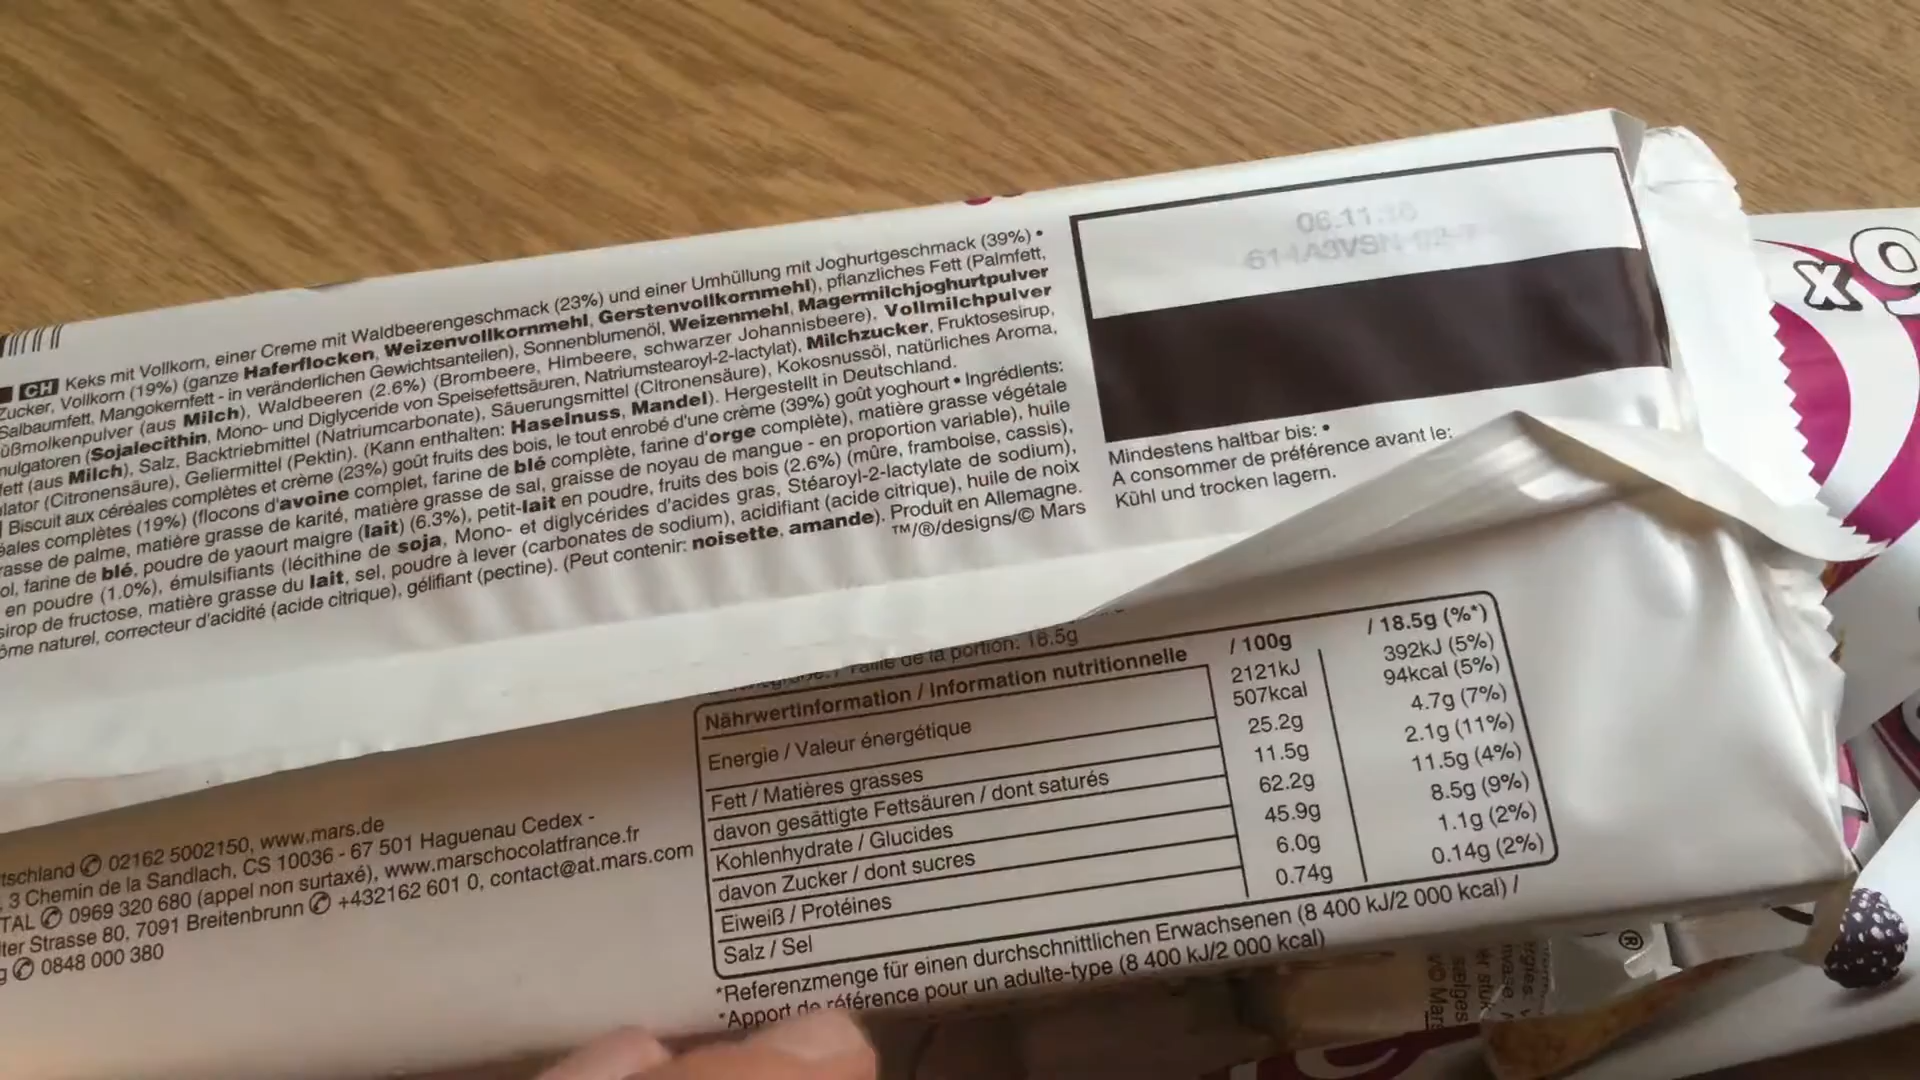 CH Keks mit Vollkorn, einer Creme mit Waldbeerengeschmack (23%) und einer Umhüllung mit Joghurtgeschmack (39%) •
Zucker, Vollkorn (19%) (ganze Haferflocken, Weizenvollkornmehl, Gerstenvollkornmehl), pflanzliches Fett (Palmfett,
Salbaumfett, Mangokernfett - in veränderlichen Gewichtsanteilen), Sonnenblumenöl, Weizenmehl, Magermilchjoghurtpulver
üßmolkenpulver (aus Milch), Waldbeeren (2.6%) (Brombeere, Himbeere, schwarzer Johannisbeere), Vollmilchpulver
nulgatoren (Sojalecithin, Mono- und Diglyceride von Speisefettsäuren, Natriumstearoyl-2-lactylat), Milchzucker, Fruktosesirup,
fett (aus Milch), Salz, Backtriebmittel (Natriumcarbonate), Säuerungsmittel (Citronensäure), Kokosnussöl, natürliches Aroma,
lator (Citronensäure), Geliermittel (Pektin). (Kann enthalten: Haselnuss, Mandel). Hergestellt in Deutschland.
Biscuit aux céréales complètes et crème (23%) goût fruits des bois, le tout enrobé d'une crème (39%) goût yoghourt • Ingrédients:
éales complètes (19%) (flocons d'avoine complet, farine de blé complète, farine d'orge complète), matière grasse végétale
rasse de palme, matière grasse de karité, matière grasse de sal, graisse de noyau de mangue - en proportion variable), huile
ol, farine de blé, poudre de yaourt maigre (lait) (6.3%), petit-lait en poudre, fruits des bois (2.6%) (mûre, framboise, cassis),
en poudre (1.0%), émulsifiants (lécithine de soja, Mono- et diglycérides d'acides gras, Stéaroyl-2-lactylate de sodium),
sirop de fructose, matière grasse du lait, sel, poudre à lever (carbonates de sodium), acidifiant (acide citrique), huile de noix
ôme naturel, correcteur d'acidité (acide citrique), gélifiant (pectine). (Peut contenir: noisette, amande). Produit en Allemagne.
™/®/designs/© Mars
06.11.16
Mindestens haltbar bis: •
A consommer de préférence avant le:
Kühl und trocken lagern.
x9
Taille de la portion: 18.5g
Nährwertinformation / Information nutritionnelle / 100g / 18.5g (%*)
Energie / Valeur énergétique 2121kJ 392kJ (5%)
507kcal 94kcal (5%)
Fett / Matières grasses 25.2g 4.7g (7%)
davon gesättigte Fettsäuren / dont saturés 11.5g 2.1g (11%)
Kohlenhydrate / Glucides 62.2g 11.5g (4%)
davon Zucker / dont sucres 45.9g 8.5g (9%)
Eiweiß / Protéines 6.0g 1.1g (2%)
Salz / Sel 0.74g 0.14g (2%)
*Referenzmenge für einen durchschnittlichen Erwachsenen (8 400 kJ/2 000 kcal) /
*Apport de référence pour un adulte-type (8 400 kJ/2 000 kcal)
tschland ✆ 02162 5002150, www.mars.de
3 Chemin de la Sandlach, CS 10036 - 67 501 Haguenau Cedex -
TAL ✆ 0969 320 680 (appel non surtaxé), www.marschocolatfrance.fr
lter Strasse 80, 7091 Breitenbrunn ✆ +432162 601 0, contact@at.mars.com
g ✆ 0848 000 380
®